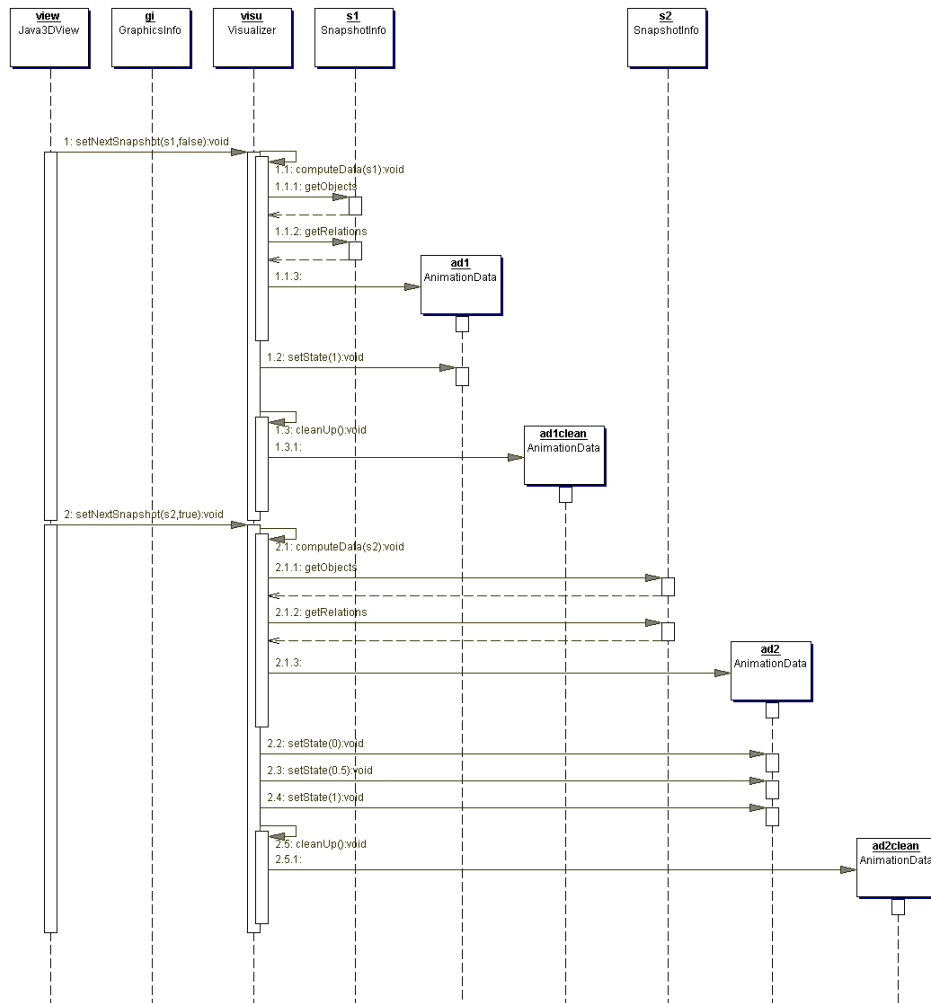 view
Java3DView
gi
GraphicsInfo
visu
Visualizer
s1
SnapshotInfo
s2
SnapshotInfo
1: setNextSnapshot(s1,false):void
1.1: computeData(s1):void
1.1.1: getObjects
1.1.2: getRelations
ad1
AnimationData
1.1.3:
1.2: setState(1):void
1.3: cleanUp():void
ad1clean
AnimationData
1.3.1:
2: setNextSnapshot(s2,true):void
2.1: computeData(s2):void
2.1.1: getObjects
2.1.2: getRelations
ad2
AnimationData
2.1.3:
2.2: setState(0):void
2.3: setState(0.5):void
2.4: setState(1):void
2.5: cleanUp():void
ad2clean
AnimationData
2.5.1: